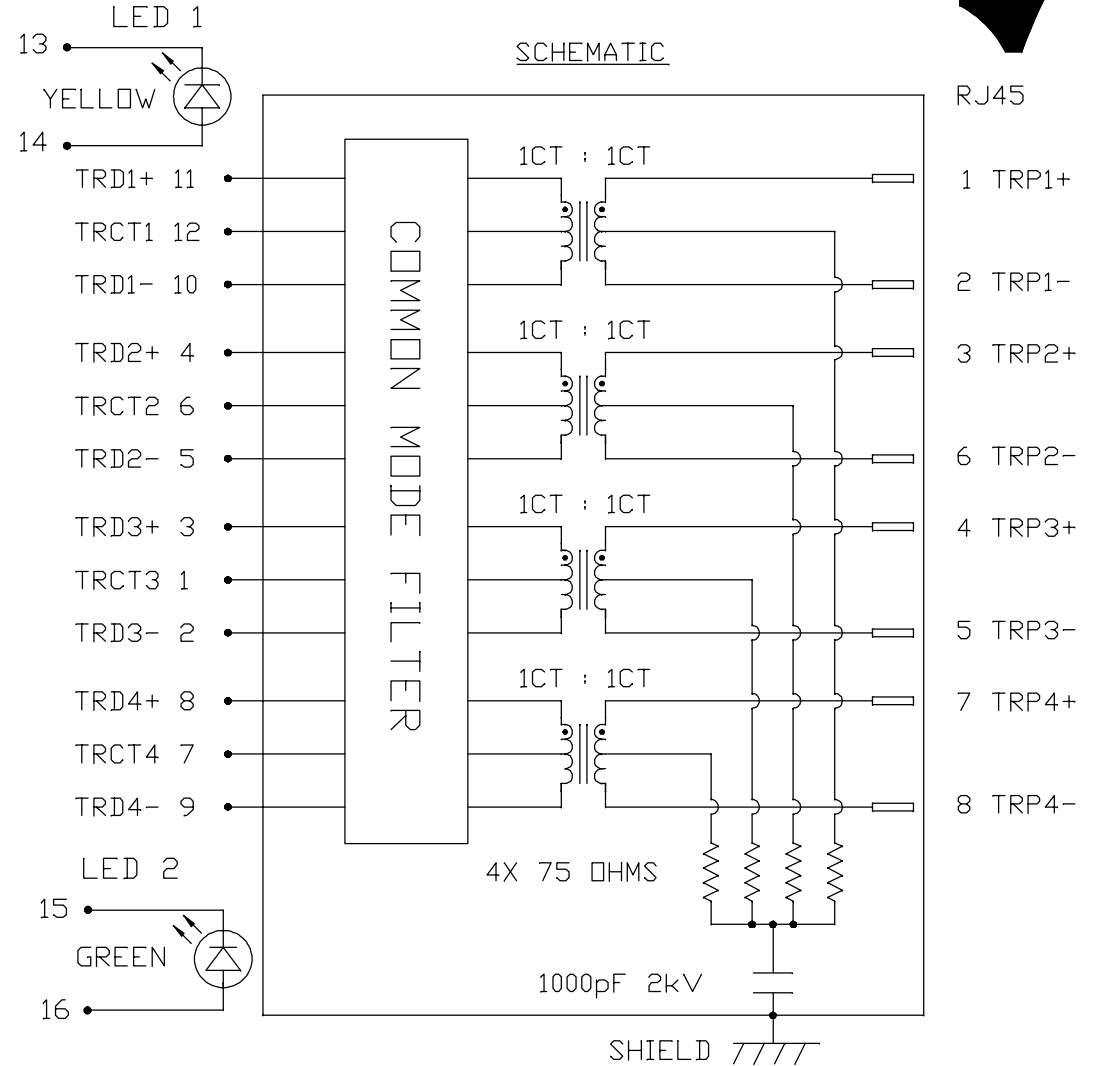 LED 1
13
SCHEMATIC
YELLOW
RJ45
14
1CT : 1CT
TRD1+ 11
1 TRP1+
TRCT1 12
TRD1- 10
2 TRP1-
1CT : 1CT
TRD2+ 4
3 TRP2+
TRCT2 6
TRD2- 5
6 TRP2-
1CT : 1CT
TRD3+ 3
4 TRP3+
TRCT3 1
TRD3- 2
5 TRP3-
1CT : 1CT
TRD4+ 8
7 TRP4+
TRCT4 7
TRD4- 9
8 TRP4-
COMMON MODE FILTER
LED 2
4X 75 OHMS
15
GREEN
1000pF 2kV
16
SHIELD